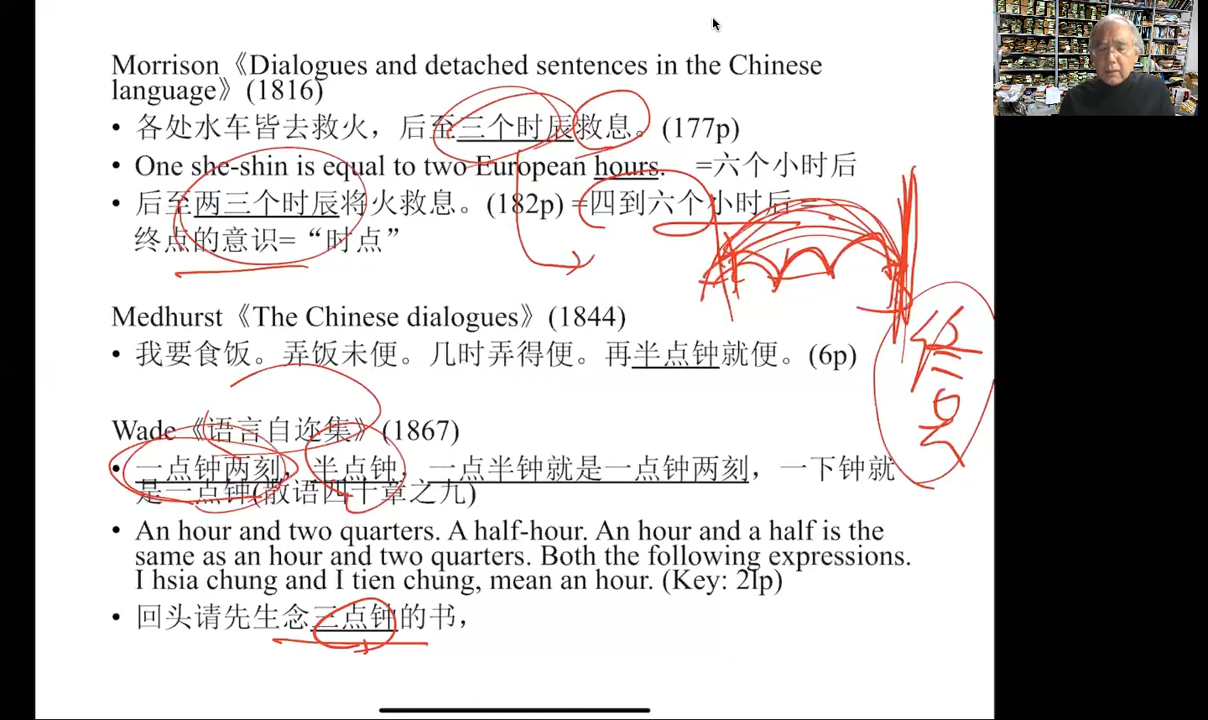 Morrison《Dialogues and detached sentences in the Chinese
language》(1816)
• 各处水车皆去救火，后至三个时辰救息。(177p)
• One she-shin is equal to two European hours. =六个小时后
• 后至两三个时辰将火救息。(182p) =四到六个小时后 =
终点的意识=“时点”
Medhurst《The Chinese dialogues》(1844)
• 我要食饭。弄饭未便。几时弄得便。再半点钟就便。(6p)
Wade《语言自迩集》(1867)
• 一点钟两刻，半点钟，一点半钟就是一点钟两刻，一下钟就
是一点钟(散语四十章之九)
• An hour and two quarters. A half-hour. An hour and a half is the
same as an hour and two quarters. Both the following expressions.
I hsia chung and I tien chung, mean an hour. (Key: 21p)
• 回头请先生念三点钟的书，